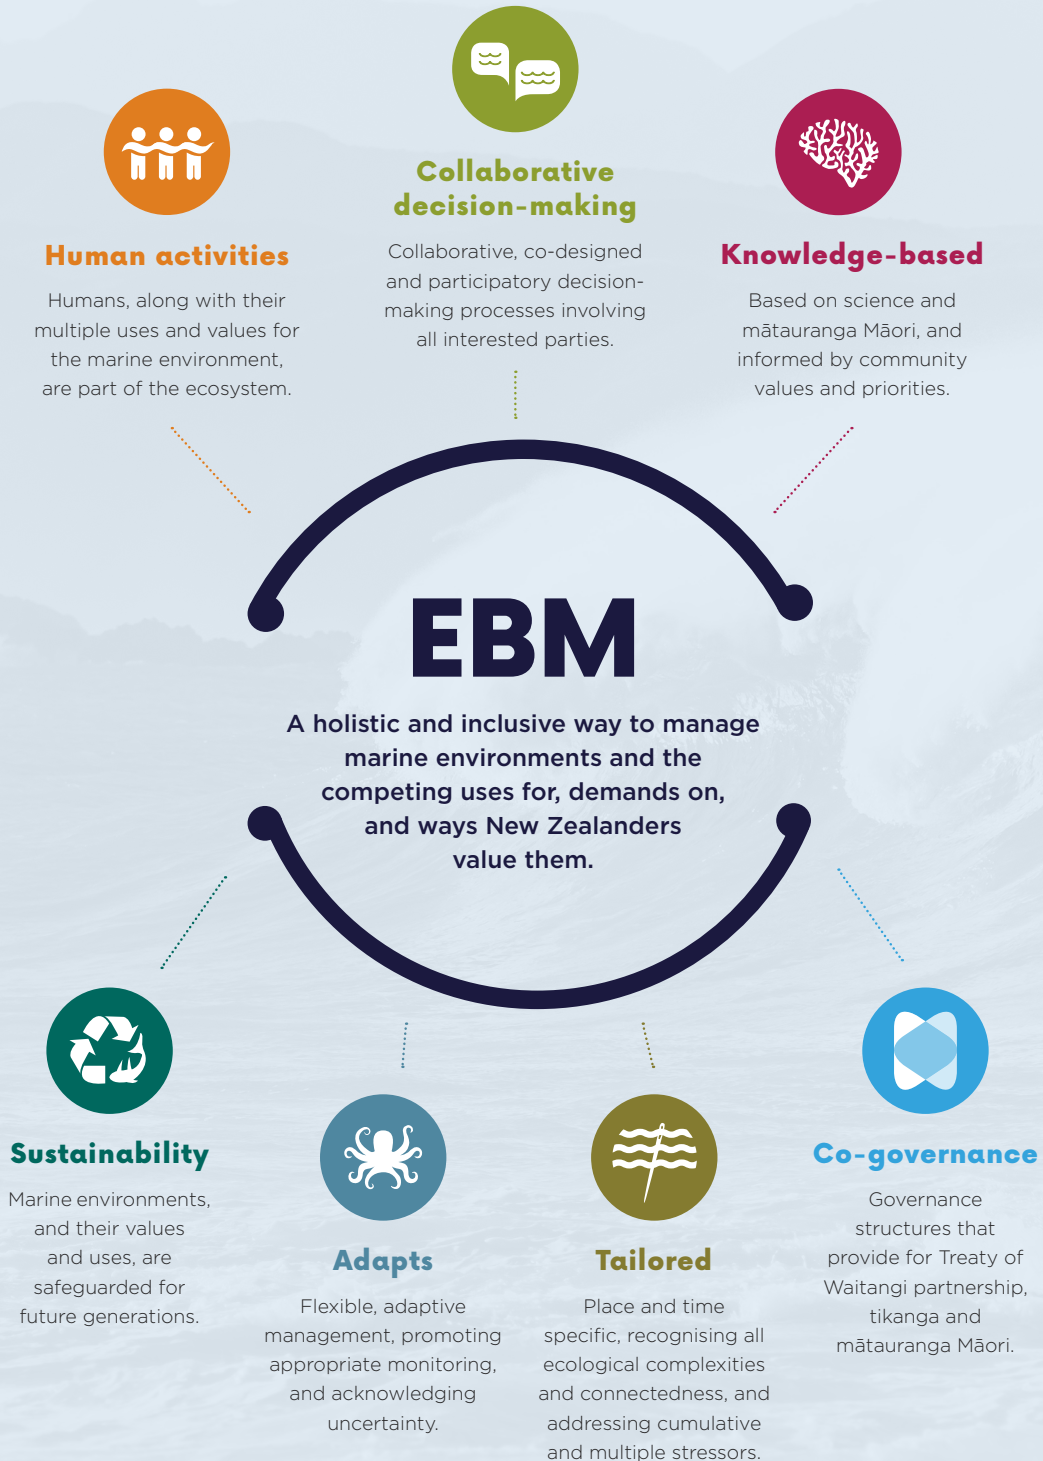 Collaborative
decision-making
Collaborative, co-designed
and participatory decision-
making processes involving
all interested parties.
Human activities
Humans, along with their
multiple uses and values for
the marine environment,
are part of the ecosystem.
Knowledge-based
Based on science and
mātauranga Māori, and
informed by community
values and priorities.
EBM
A holistic and inclusive way to manage
marine environments and the
competing uses for, demands on,
and ways New Zealanders
value them.
Sustainability
Marine environments,
and their values
and uses, are
safeguarded for
future generations.
Adapts
Flexible, adaptive
management, promoting
appropriate monitoring,
and acknowledging
uncertainty.
Tailored
Place and time
specific, recognising all
ecological complexities
and connectedness, and
addressing cumulative
and multiple stressors.
Co-governance
Governance
structures that
provide for Treaty of
Waitangi partnership,
tikanga and
mātauranga Māori.